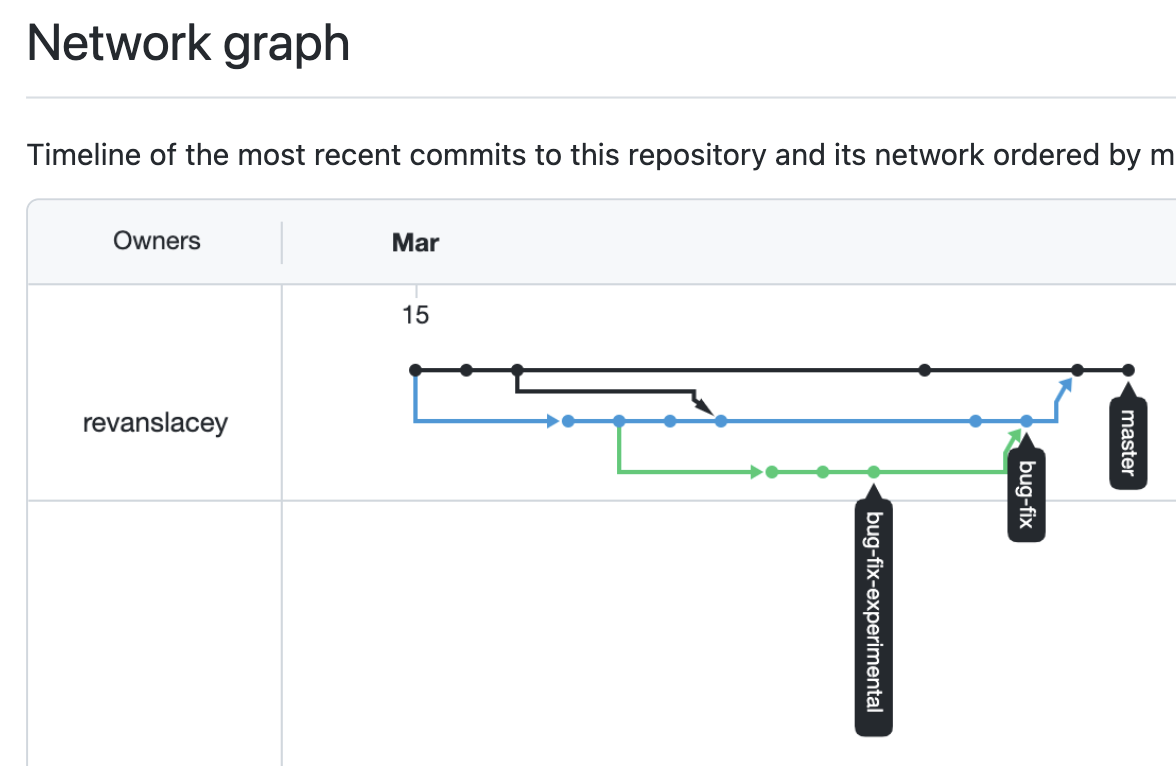 Network graph
Timeline of the most recent commits to this repository and its network ordered by m
Owners
Mar
15
revanslacey
master
bug-fix
bug-fix-experimental